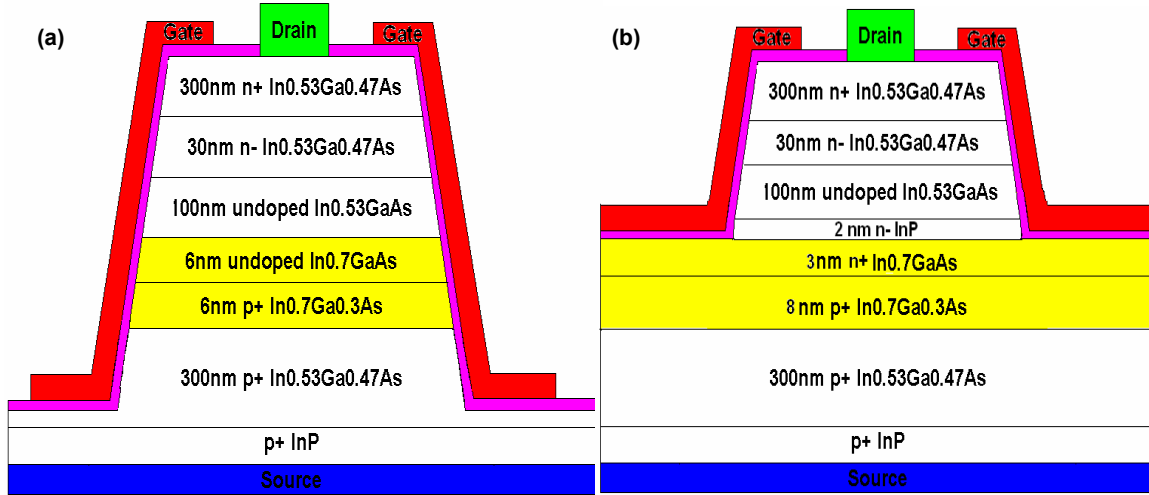 (a)
Gate
Drain
Gate
300nm n+ In0.53Ga0.47As
30nm n- In0.53Ga0.47As
100nm undoped In0.53GaAs
6nm undoped In0.7GaAs
6nm p+ In0.7Ga0.3As
300nm p+ In0.53Ga0.47As
p+ InP
Source
(b)
Gate
Drain
Gate
300nm n+ In0.53Ga0.47As
30nm n- In0.53Ga0.47As
100nm undoped In0.53GaAs
2 nm n- InP
3nm n+ In0.7GaAs
8 nm p+ In0.7Ga0.3As
300nm p+ In0.53Ga0.47As
p+ InP
Source